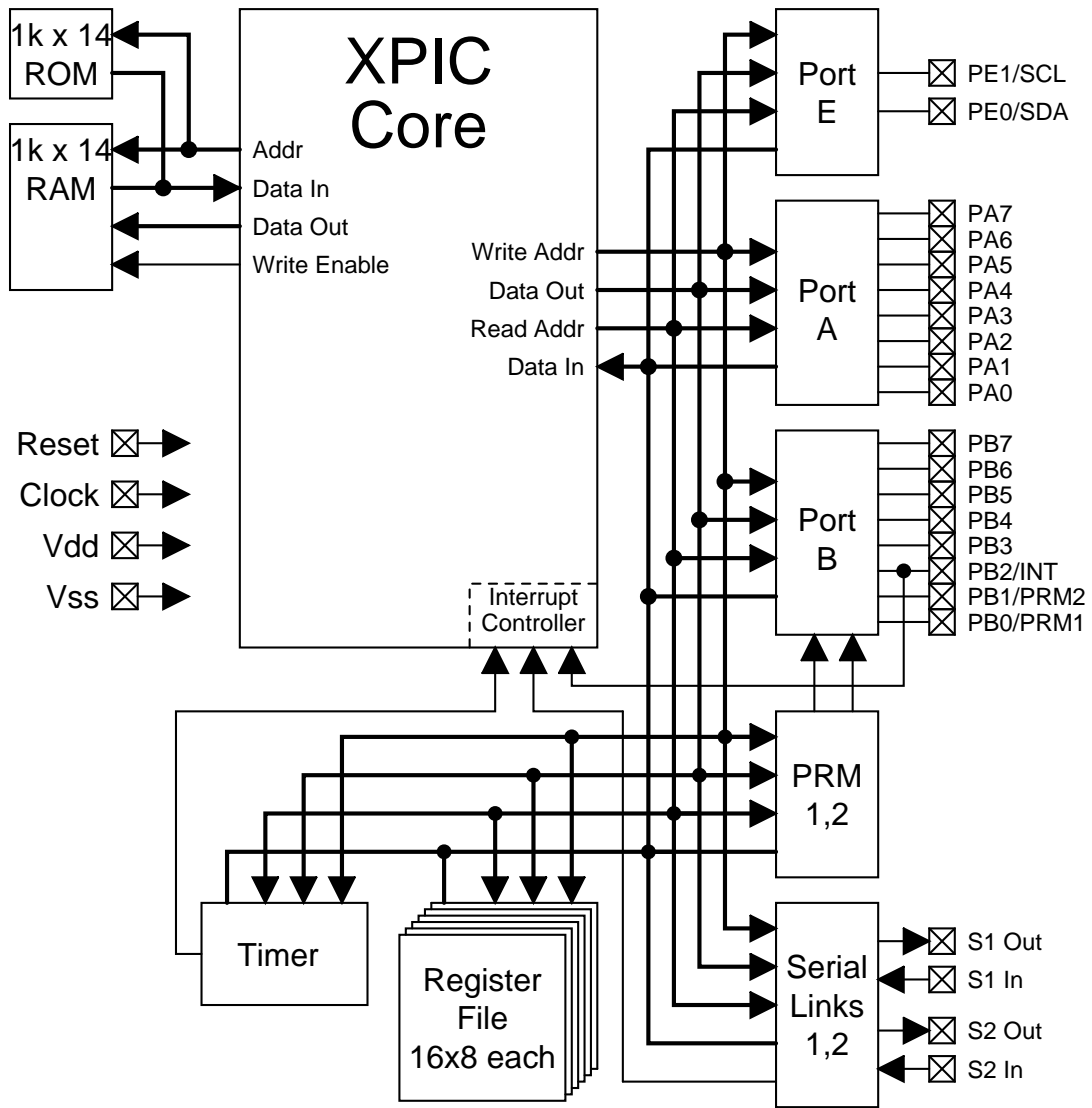 1k x 14
ROM
1k x 14
RAM
XPIC
Core
Addr
Data In
Data Out
Write Enable
Write Addr
Data Out
Read Addr
Data In
Reset
Clock
Vdd
Vss
Interrupt
Controller
Port
E
PE1/SCL
PE0/SDA
Port
A
PA7
PA6
PA5
PA4
PA3
PA2
PA1
PA0
Port
B
PB7
PB6
PB5
PB4
PB3
PB2/INT
PB1/PRM2
PB0/PRM1
PRM
1,2
Timer
Register
File
16x8 each
Serial
Links
1,2
S1 Out
S1 In
S2 Out
S2 In